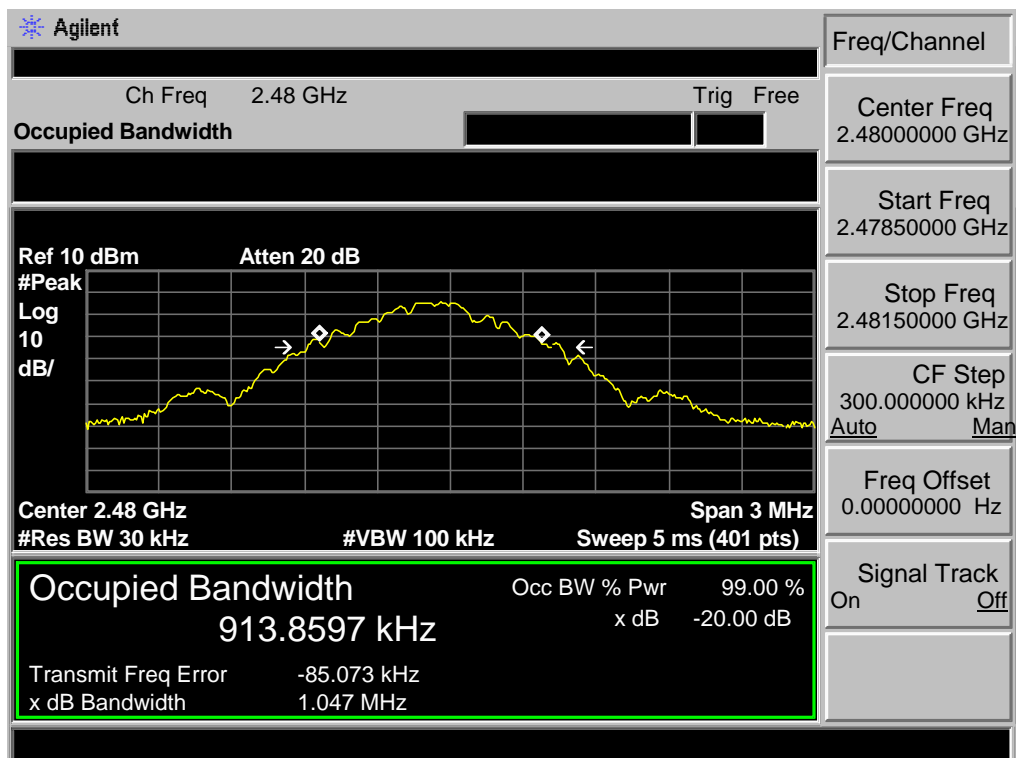 Agilent
Freq/Channel
Ch Freq 2.48 GHz Trig Free
Occupied Bandwidth
Center Freq
2.48000000 GHz
Start Freq
2.47850000 GHz
Ref 10 dBm Atten 20 dB
#Peak
Log
10
dB/
Stop Freq
2.48150000 GHz
CF Step
300.000000 kHz
Auto Man
Freq Offset
0.00000000 Hz
Center 2.48 GHz Span 3 MHz
#Res BW 30 kHz #VBW 100 kHz Sweep 5 ms (401 pts)
Signal Track
On Off
Occupied Bandwidth
913.8597 kHz
Occ BW % Pwr 99.00 %
x dB -20.00 dB
Transmit Freq Error -85.073 kHz
x dB Bandwidth 1.047 MHz